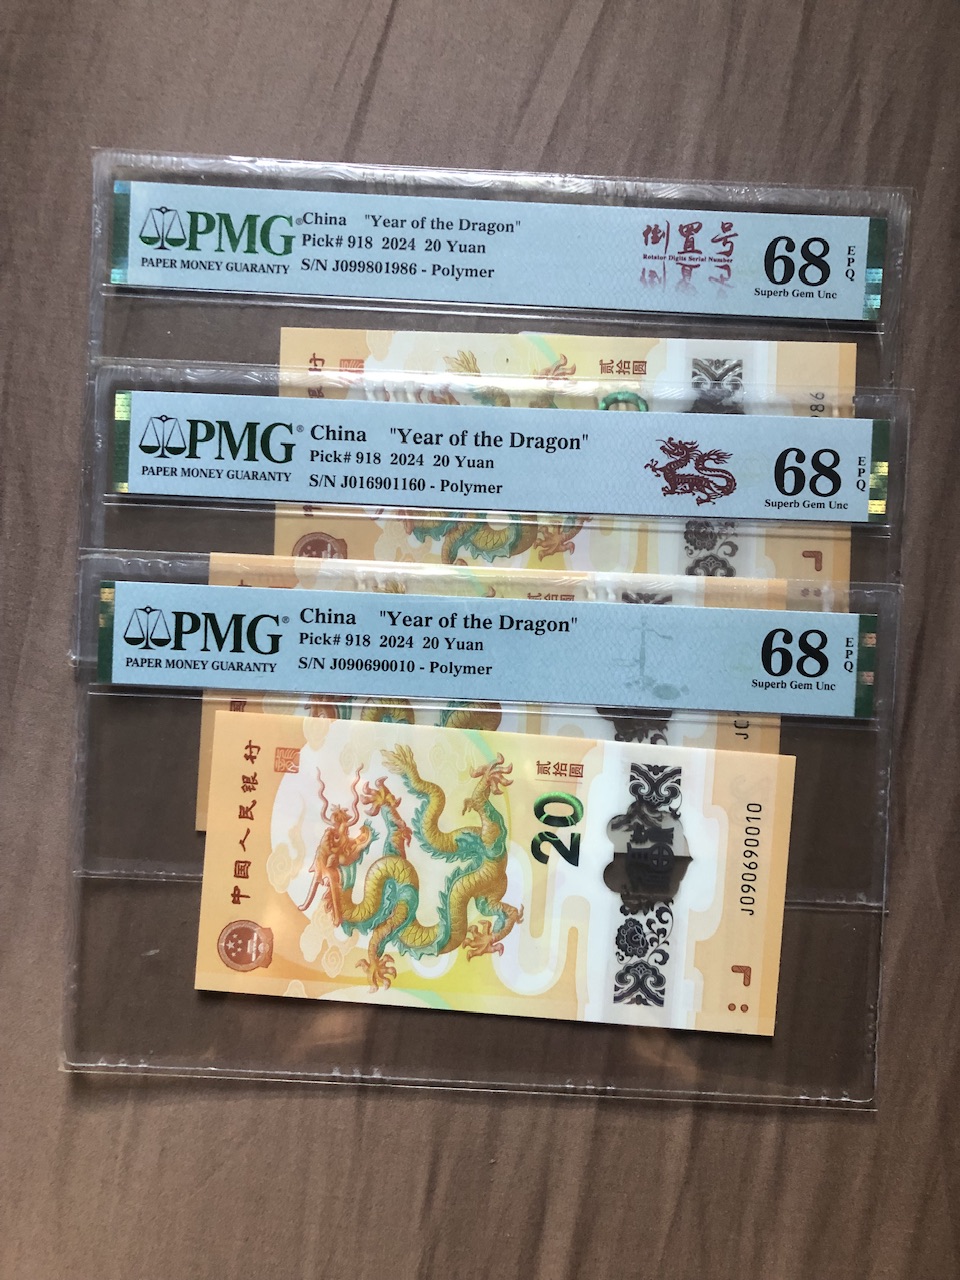 PMG®
PAPER MONEY GUARANTY
China "Year of the Dragon"
Pick# 918 2024 20 Yuan
S/N J099801986 - Polymer
倒置号
Rotator Digits Serial Number
68
EPQ
Superb Gem Unc
贰拾圆
86
PMG®
PAPER MONEY GUARANTY
China "Year of the Dragon"
Pick# 918 2024 20 Yuan
S/N J016901160 - Polymer
68
EPQ
Superb Gem Unc
PMG®
PAPER MONEY GUARANTY
China "Year of the Dragon"
Pick# 918 2024 20 Yuan
S/N J090690010 - Polymer
68
EPQ
Superb Gem Unc
中国人民银行
贰拾圆
20
J090690010